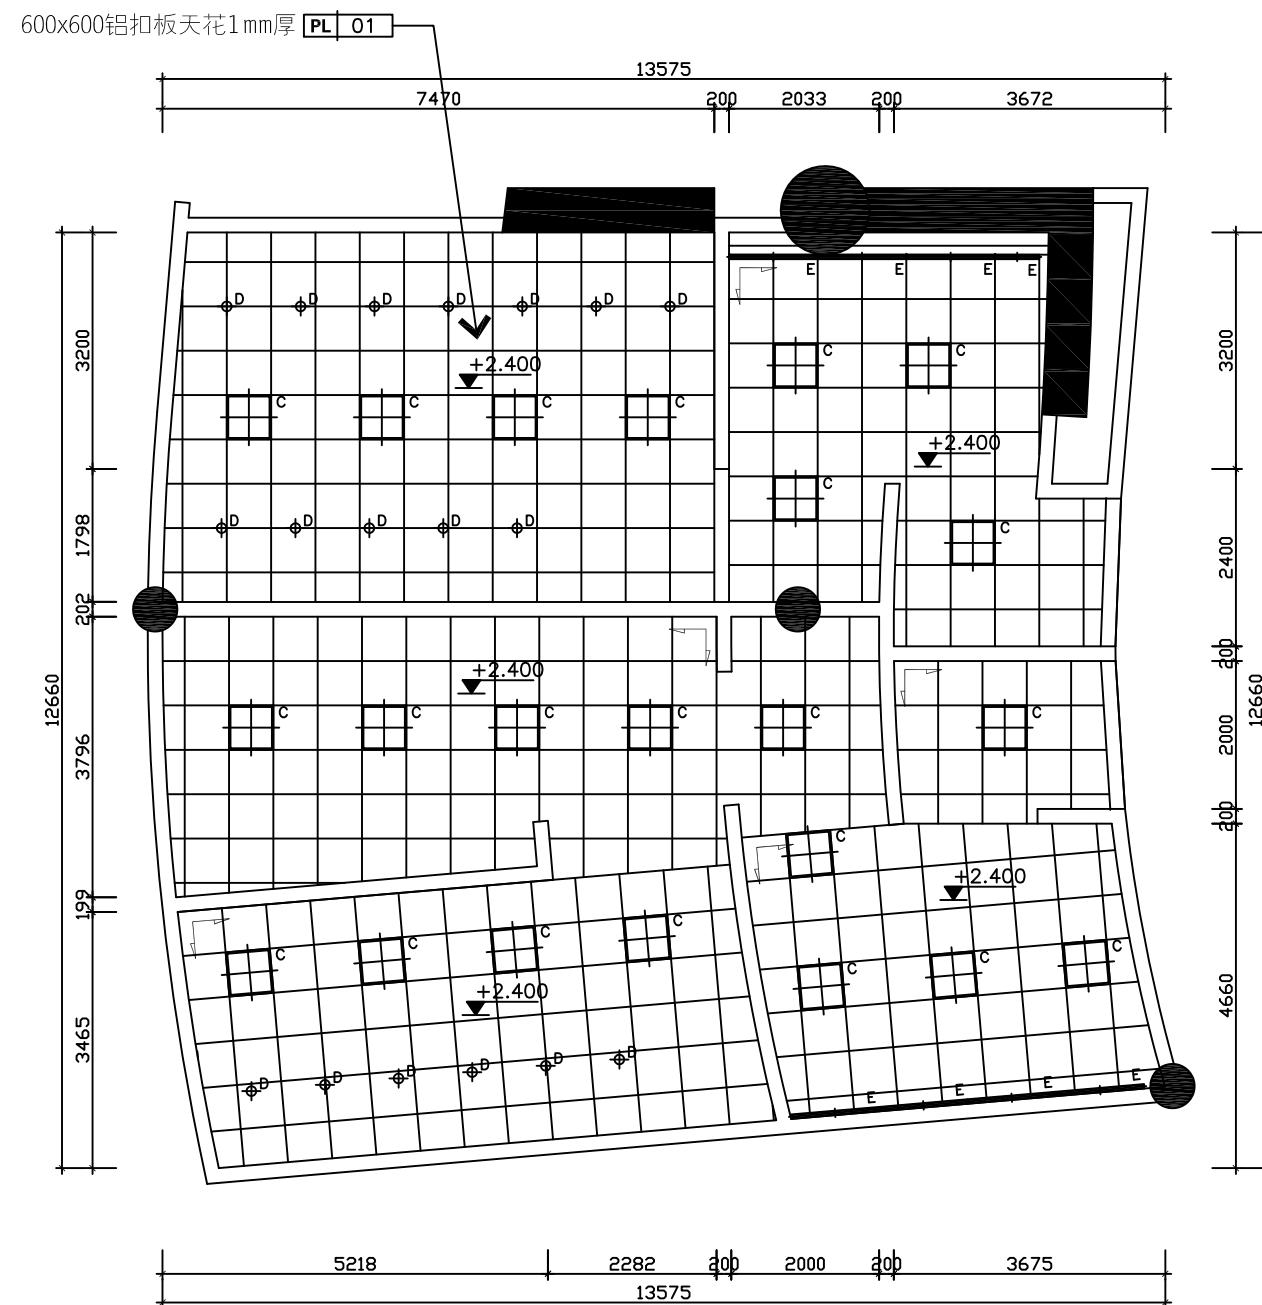 600x600铝扣板天花1mm厚 PL 01
13575
7470 200 2033 200 3672
E E E E
D D D D D D D
3200 3200
+2.400
C C
C C C C
+2.400
C
D D D D D
1798
C
2400
202
200
+2.400
12660 12660
C C C C C C
3796 2000
200
C
+2.400
199
C C C C
C C C
+2.400
4660
3465
D D D D D D
E E E E
5218 2282 200 2000 200 3675
13575